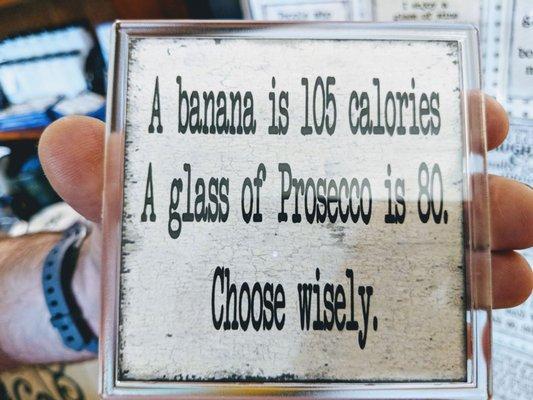 A banana is 105 calories
A glass of Prosecco is 80.
Choose wisely.